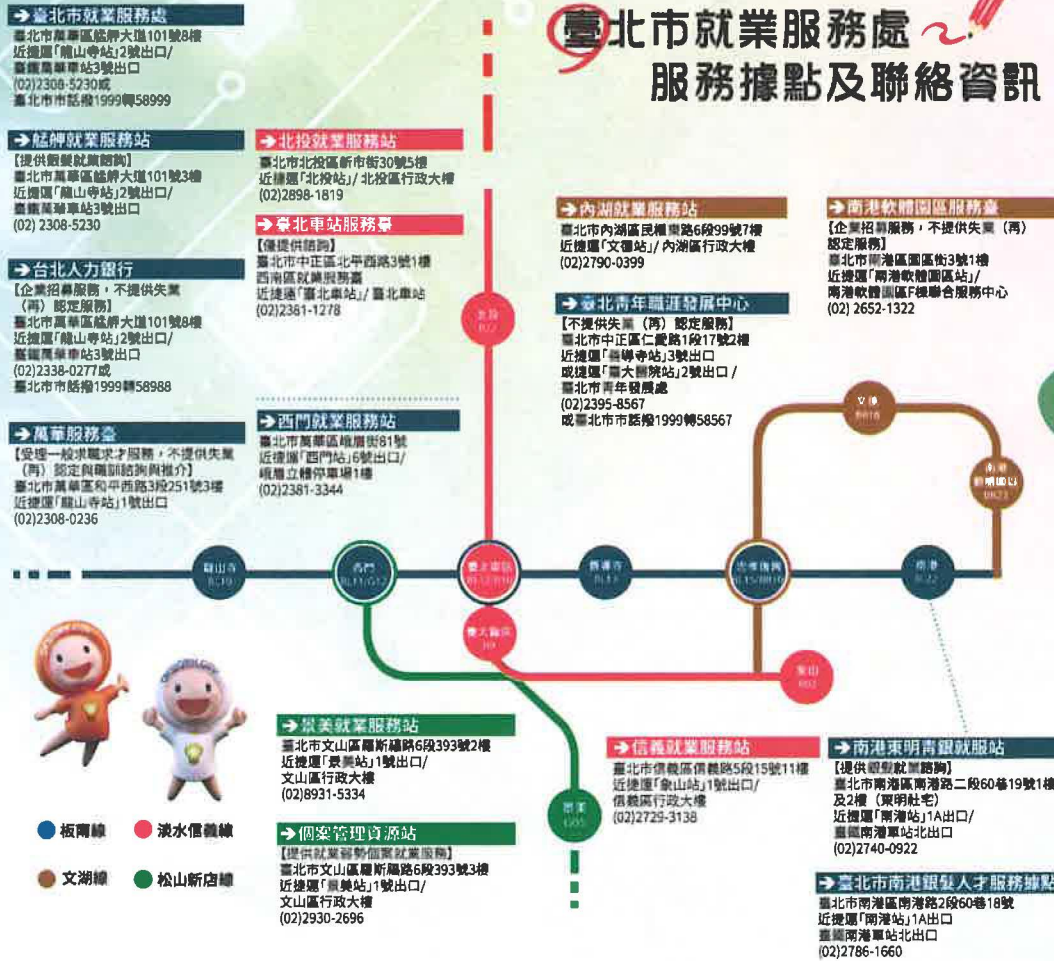 臺北市就業服務處
服務據點及聯絡資訊
➔臺北市就業服務處
臺北市萬華區艋舺大道101號8樓
近捷運「龍山寺站」2號出口/
臺鐵萬華車站3號出口
(02)2308-5230或
臺北市市話撥1999轉58999
➔艋舺就業服務站
【提供銀髮就業諮詢】
臺北市萬華區艋舺大道101號3樓
近捷運「龍山寺站」2號出口/
臺鐵萬華車站3號出口
(02) 2308-5230
➔台北人力銀行
【企業招募服務，不提供失業
（再）認定服務】
臺北市萬華區艋舺大道101號8樓
近捷運「龍山寺站」2號出口/
臺鐵萬華車站3號出口
(02)2338-0277或
臺北市市話撥1999轉58988
➔萬華服務臺
【受理一般求職求才服務，不提供失業
（再）認定與職訓諮詢與推介】
臺北市萬華區和平西路3段251號3樓
近捷運「龍山寺站」1號出口
(02)2308-0236
➔北投就業服務站
臺北市北投區新市街30號5樓
近捷運「北投站」/ 北投區行政大樓
(02)2898-1819
➔臺北車站服務臺
【僅提供諮詢】
臺北市中正區北平西路3號1樓
西南區就業服務臺
近捷運「臺北車站」/ 臺北車站
(02)2381-1278
➔西門就業服務站
臺北市萬華區峨眉街81號
近捷運「西門站」6號出口/
峨眉立體停車場1樓
(02)2381-3344
➔內湖就業服務站
臺北市內湖區民權東路6段99號7樓
近捷運「文德站」/ 內湖區行政大樓
(02)2790-0399
➔臺北青年職涯發展中心
【不提供失業（再）認定服務】
臺北市中正區仁愛路1段17號2樓
近捷運「善導寺站」3號出口
或捷運「臺大醫院站」2號出口 /
臺北市青年發展處
(02)2395-8567
或臺北市市話撥1999轉58567
➔南港軟體園區服務臺
【企業招募服務，不提供失業（再）
認定服務】
臺北市南港區園區街3號1樓
近捷運「南港軟體園區站」/
南港軟體園區F棟聯合服務中心
(02) 2652-1322
北投
R22
文德
BR18
南港
軟體園區
BR23
龍山寺
BL10
西門
BL11/G12
臺北車站
BL12/R10
善導寺
BL13
忠孝復興
BL15/BR10
南港
BL22
臺大醫院
R9
象山
R02
景美
G05
➔景美就業服務站
臺北市文山區羅斯福路6段393號2樓
近捷運「景美站」1號出口/
文山區行政大樓
(02)8931-5334
➔個案管理資源站
【提供就業弱勢個案就業服務】
臺北市文山區羅斯福路6段393號3樓
近捷運「景美站」1號出口/
文山區行政大樓
(02)2930-2696
➔信義就業服務站
臺北市信義區信義路5段15號11樓
近捷運「象山站」1號出口/
信義區行政大樓
(02)2729-3138
➔南港東明青銀就服站
【提供銀髮就業諮詢】
臺北市南港區南港路二段60巷19號1樓
及2樓（東明社宅）
近捷運「南港站」1A出口/
臺鐵南港車站北出口
(02)2740-0922
➔臺北市南港銀髮人才服務據點
臺北市南港區南港路2段60巷18號
近捷運「南港站」1A出口
臺鐵南港車站北出口
(02)2786-1660
板南線
淡水信義線
文湖線
松山新店線